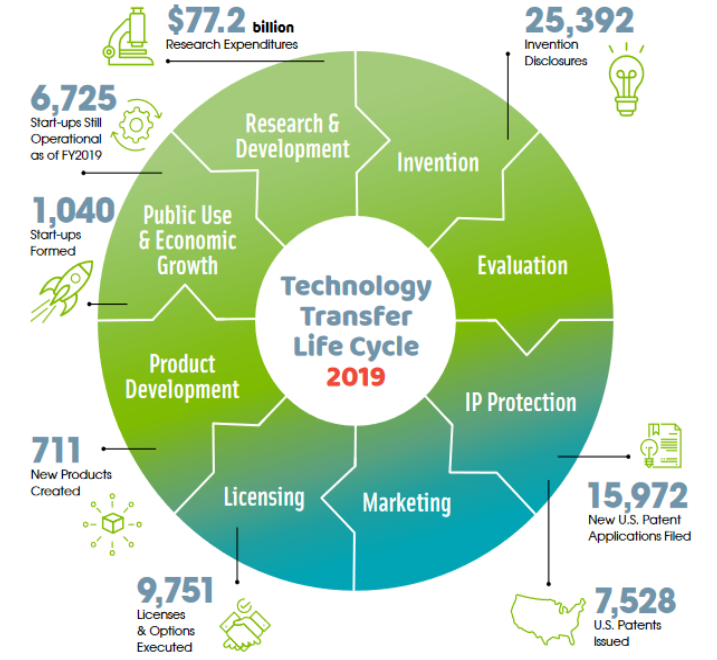 $77.2 billion
Research Expenditures
25,392
Invention
Disclosures
6,725
Start-ups Still
Operational
as of FY2019
1,040
Start-ups
Formed
Research &
Development
Invention
Public Use
& Economic
Growth
Evaluation
Technology
Transfer
Life Cycle
2019
Product
Development
IP Protection
Licensing
Marketing
711
New Products
Created
15,972
New U.S. Patent
Applications Filed
9,751
Licenses
& Options
Executed
7,528
U.S. Patents
Issued